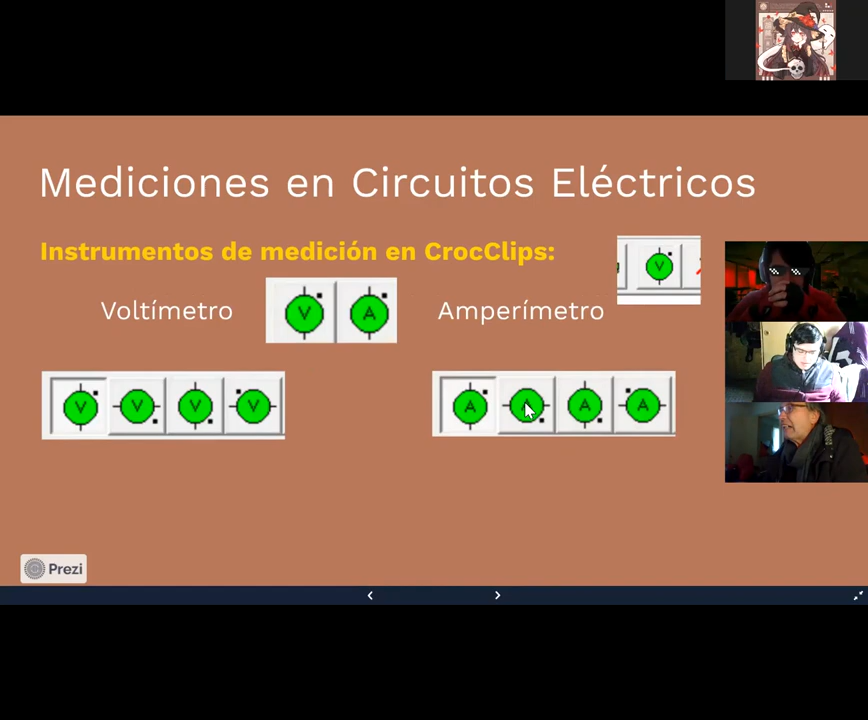 Mediciones en Circuitos Eléctricos
Instrumentos de medición en CrocClips:
V
Voltímetro
V A
Amperímetro
V V V V
A A A A
Prezi